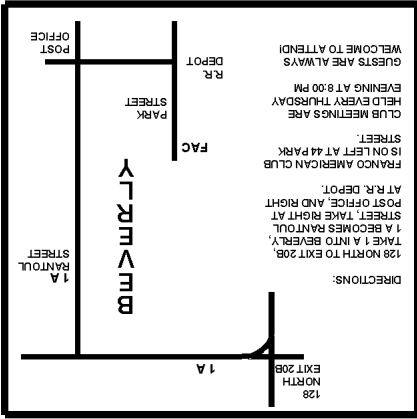 128
NORTH
EXIT 20B
1 A
DIRECTIONS:
128 NORTH TO EXIT 20B,
TAKE 1 A INTO BEVERLY,
1 A BECOMES RANTOUL
STREET, TAKE RIGHT AT
POST OFFICE, AND RIGHT
AT R.R. DEPOT.
FRANCO AMERICAN CLUB
IS ON LEFT AT 44 PARK
STREET.
CLUB MEETINGS ARE
HELD EVERY THURSDAY
EVENING AT 8:00 PM
GUESTS ARE ALWAYS
WELCOME TO ATTEND!
BEVERLY
1 A
RANTOUL
STREET
FAC
PARK
STREET
R.R.
DEPOT
POST
OFFICE